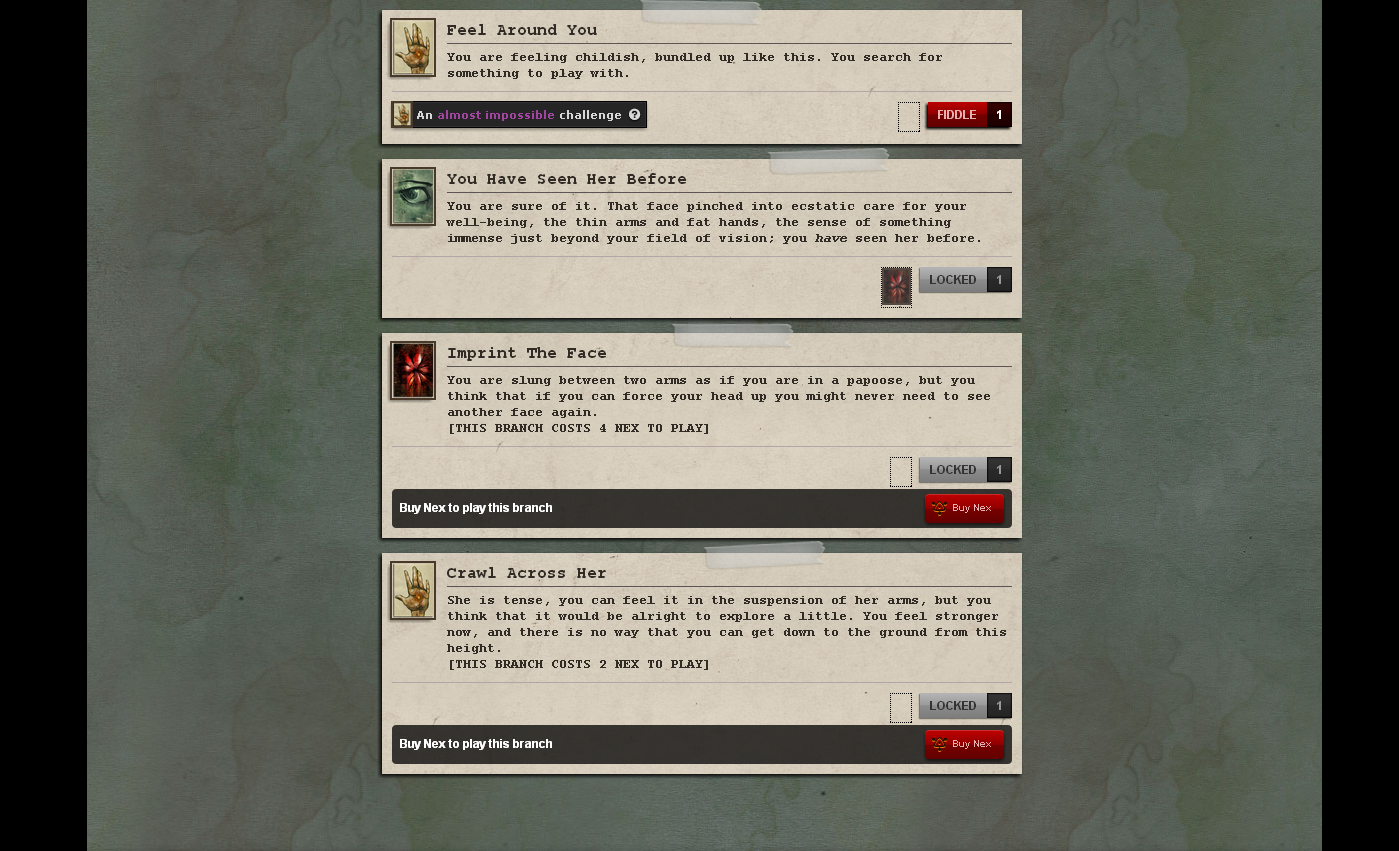 Feel Around You
You are feeling childish, bundled up like this. You search for
something to play with.
An almost impossible challenge ?
FIDDLE 1
You Have Seen Her Before
You are sure of it. That face pinched into ecstatic care for your
well-being, the thin arms and fat hands, the sense of something
immense just beyond your field of vision; you have seen her before.
LOCKED 1
Imprint The Face
You are slung between two arms as if you are in a papoose, but you
think that if you can force your head up you might never need to see
another face again.
[THIS BRANCH COSTS 4 NEX TO PLAY]
LOCKED 1
Buy Nex to play this branch
Buy Nex
Crawl Across Her
She is tense, you can feel it in the suspension of her arms, but you
think that it would be alright to explore a little. You feel stronger
now, and there is no way that you can get down to the ground from this
height.
[THIS BRANCH COSTS 2 NEX TO PLAY]
LOCKED 1
Buy Nex to play this branch
Buy Nex